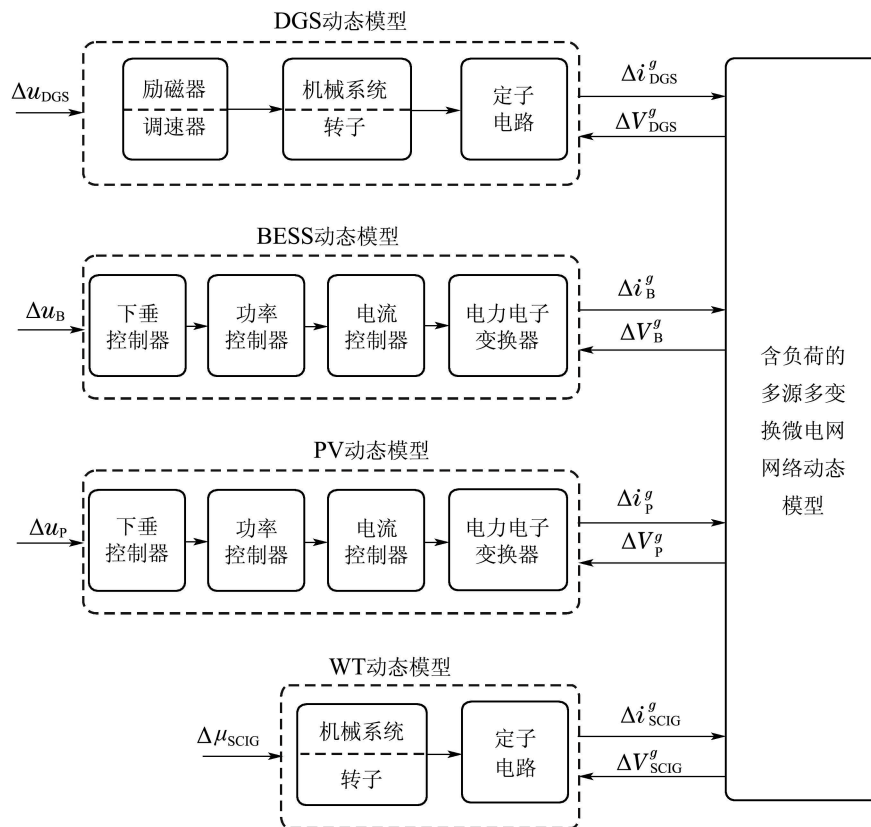 DGS动态模型
Δu_DGS
励磁器
调速器
机械系统
转子
定子
电路
Δi^g_DGS
ΔV^g_DGS
BESS动态模型
Δu_B
下垂
控制器
功率
控制器
电流
控制器
电力电子
变换器
Δi^g_B
ΔV^g_B
PV动态模型
Δu_P
下垂
控制器
功率
控制器
电流
控制器
电力电子
变换器
Δi^g_P
ΔV^g_P
WT动态模型
Δμ_SCIG
机械系统
转子
定子
电路
Δi^g_SCIG
ΔV^g_SCIG
含负荷的
多源多变
换微电网
网络动态
模型